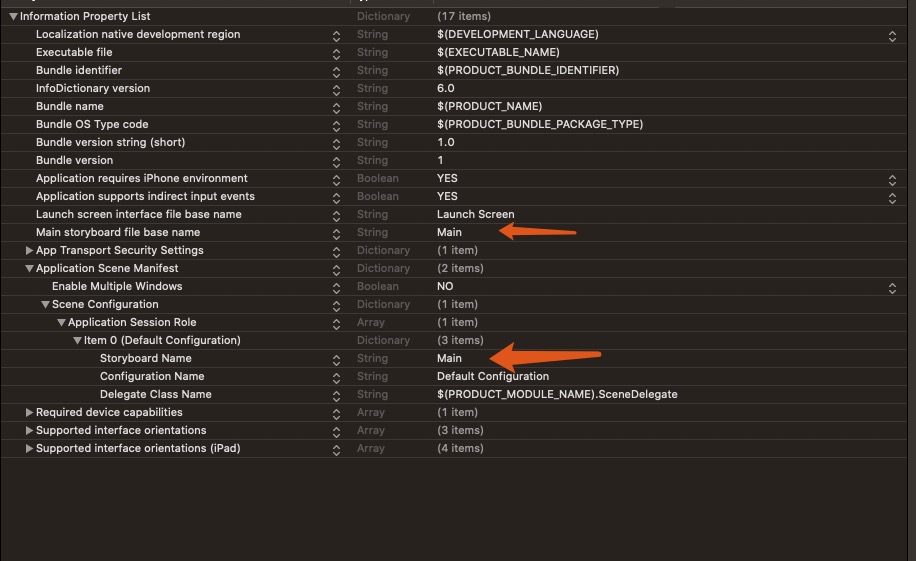 Information Property List Dictionary (17 items)
Localization native development region String $(DEVELOPMENT_LANGUAGE)
Executable file String $(EXECUTABLE_NAME)
Bundle identifier String $(PRODUCT_BUNDLE_IDENTIFIER)
InfoDictionary version String 6.0
Bundle name String $(PRODUCT_NAME)
Bundle OS Type code String $(PRODUCT_BUNDLE_PACKAGE_TYPE)
Bundle version string (short) String 1.0
Bundle version String 1
Application requires iPhone environment Boolean YES
Application supports indirect input events Boolean YES
Launch screen interface file base name String Launch Screen
Main storyboard file base name String Main
App Transport Security Settings Dictionary (1 item)
Application Scene Manifest Dictionary (2 items)
Enable Multiple Windows Boolean NO
Scene Configuration Dictionary (1 item)
Application Session Role Array (1 item)
Item 0 (Default Configuration) Dictionary (3 items)
Storyboard Name String Main
Configuration Name String Default Configuration
Delegate Class Name String $(PRODUCT_MODULE_NAME).SceneDelegate
Required device capabilities Array (1 item)
Supported interface orientations Array (3 items)
Supported interface orientations (iPad) Array (4 items)